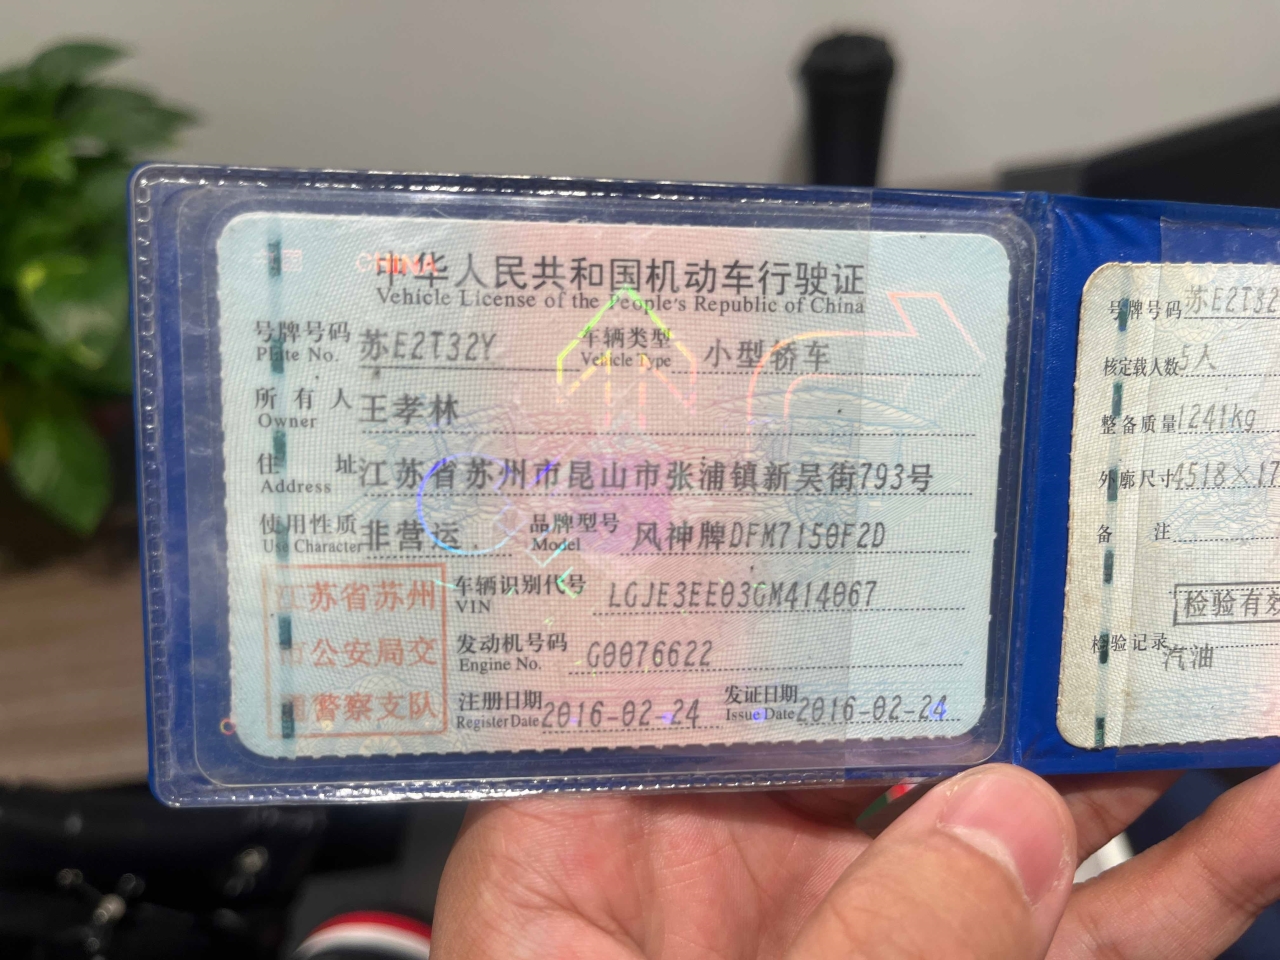 中国 CHINA
中华人民共和国机动车行驶证
Vehicle License of the People's Republic of China
号牌号码 苏E2T32Y 车辆类型 小型轿车
Plate No. Vehicle Type
所有人 王孝林
Owner
住址 江苏省苏州市昆山市张浦镇新吴街793号
Address
使用性质 非营运 品牌型号 风神牌DFM7150F2D
Use Character Model
江苏省苏州
市公安局交
通警察支队
车辆识别代号 LGJE3EE03GM414067
VIN
发动机号码 G0076622
Engine No.
注册日期 2016-02-24 发证日期 2016-02-24
Register Date Issue Date
号牌号码 苏E2T32
核定载人数 5人
整备质量 1241kg
外廓尺寸 4518×17
备注
检验有效
检验记录
汽油